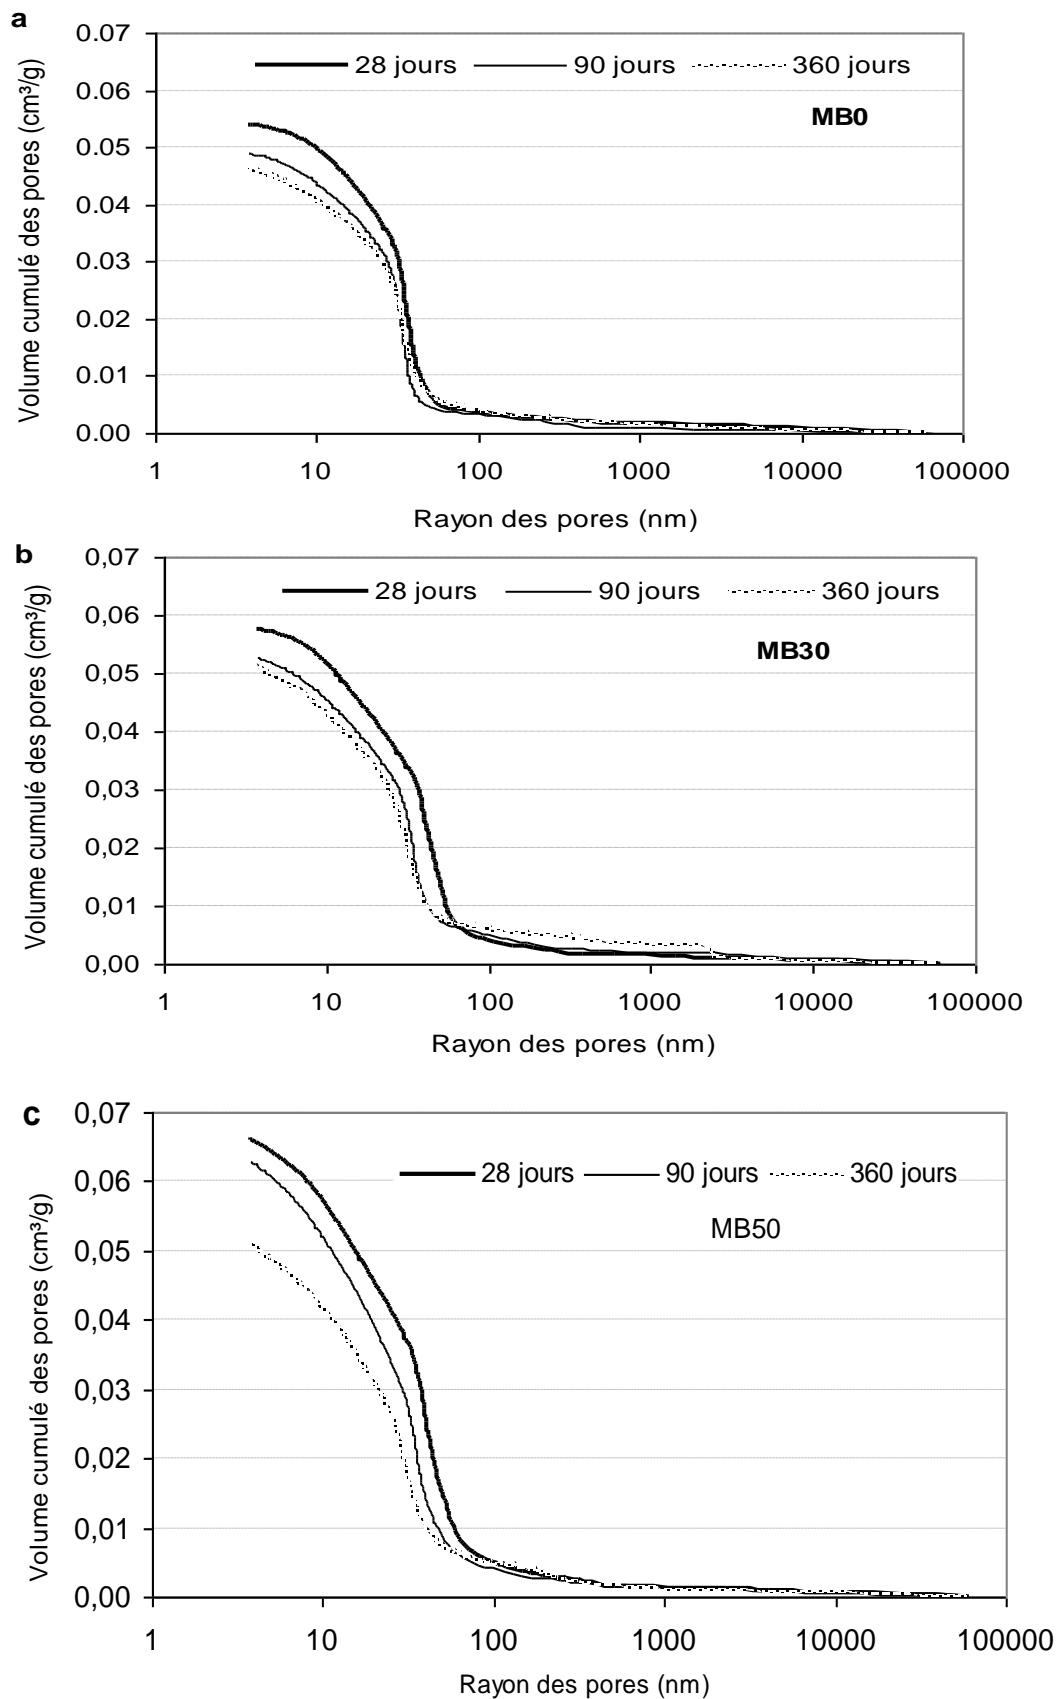 a
0.07
28 jours 90 jours 360 jours
0.06
MB0
0.05
0.04
0.03
0.02
0.01
0.00
Volume cumulé des pores (cm³/g)
1 10 100 1000 10000 100000
Rayon des pores (nm)
b
0,07
28 jours 90 jours 360 jours
0,06
MB30
0,05
0,04
0,03
0,02
0,01
0,00
Volume cumulé des pores (cm³/g)
1 10 100 1000 10000 100000
Rayon des pores (nm)
c
0,07
28 jours 90 jours 360 jours
0,06
MB50
0,05
0,04
0,03
0,02
0,01
0,00
Volume cumulé des pores (cm³/g)
1 10 100 1000 10000 100000
Rayon des pores (nm)